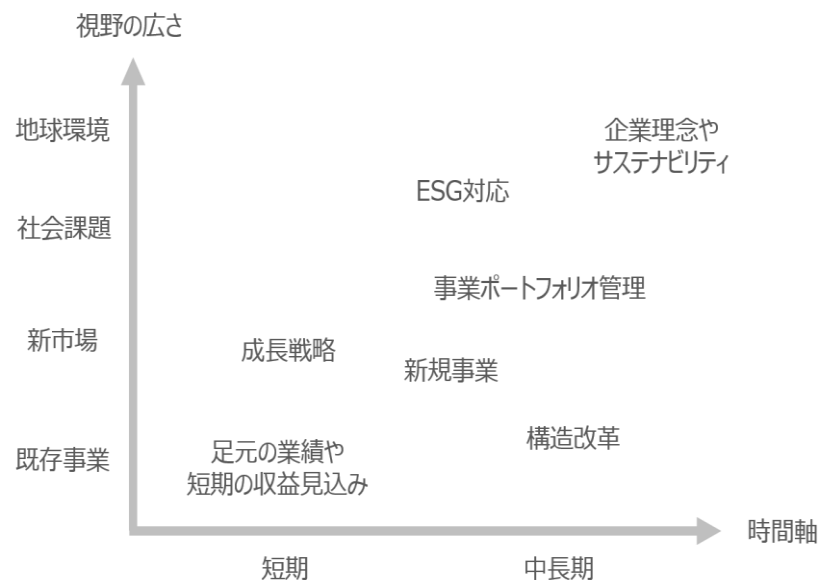 視野の広さ
地球環境
企業理念や
サステナビリティ
ESG対応
社会課題
事業ポートフォリオ管理
新市場
成長戦略
新規事業
構造改革
既存事業
足元の業績や
短期の収益見込み
時間軸
短期
中長期